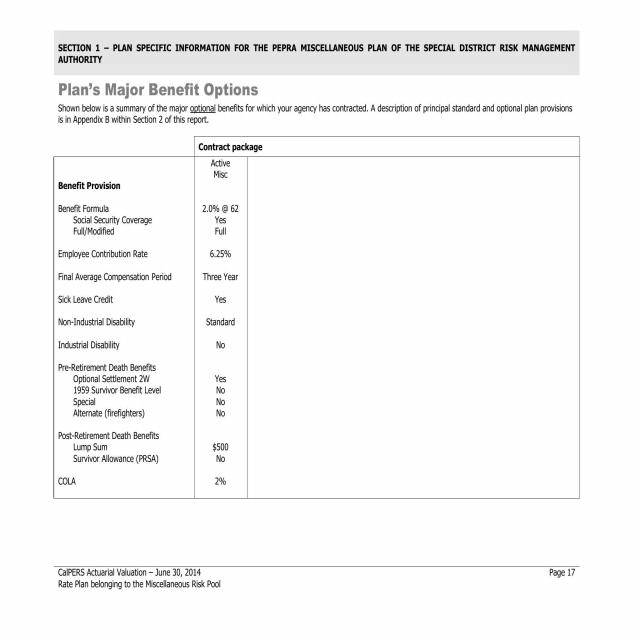 SECTION 1 – PLAN SPECIFIC INFORMATION FOR THE PEPRA MISCELLANEOUS PLAN OF THE SPECIAL DISTRICT RISK MANAGEMENT
AUTHORITY
Plan's Major Benefit Options
Shown below is a summary of the major optional benefits for which your agency has contracted. A description of principal standard and optional plan provisions
is in Appendix B within Section 2 of this report.
Contract package
Active
Misc
Benefit Provision
Benefit Formula 2.0% @ 62
Social Security Coverage Yes
Full/Modified Full
Employee Contribution Rate 6.25%
Final Average Compensation Period Three Year
Sick Leave Credit Yes
Non-Industrial Disability Standard
Industrial Disability No
Pre-Retirement Death Benefits
Optional Settlement 2W Yes
1959 Survivor Benefit Level No
Special No
Alternate (firefighters) No
Post-Retirement Death Benefits
Lump Sum $500
Survivor Allowance (PRSA) No
COLA 2%
CalPERS Actuarial Valuation – June 30, 2014 Page 17
Rate Plan belonging to the Miscellaneous Risk Pool